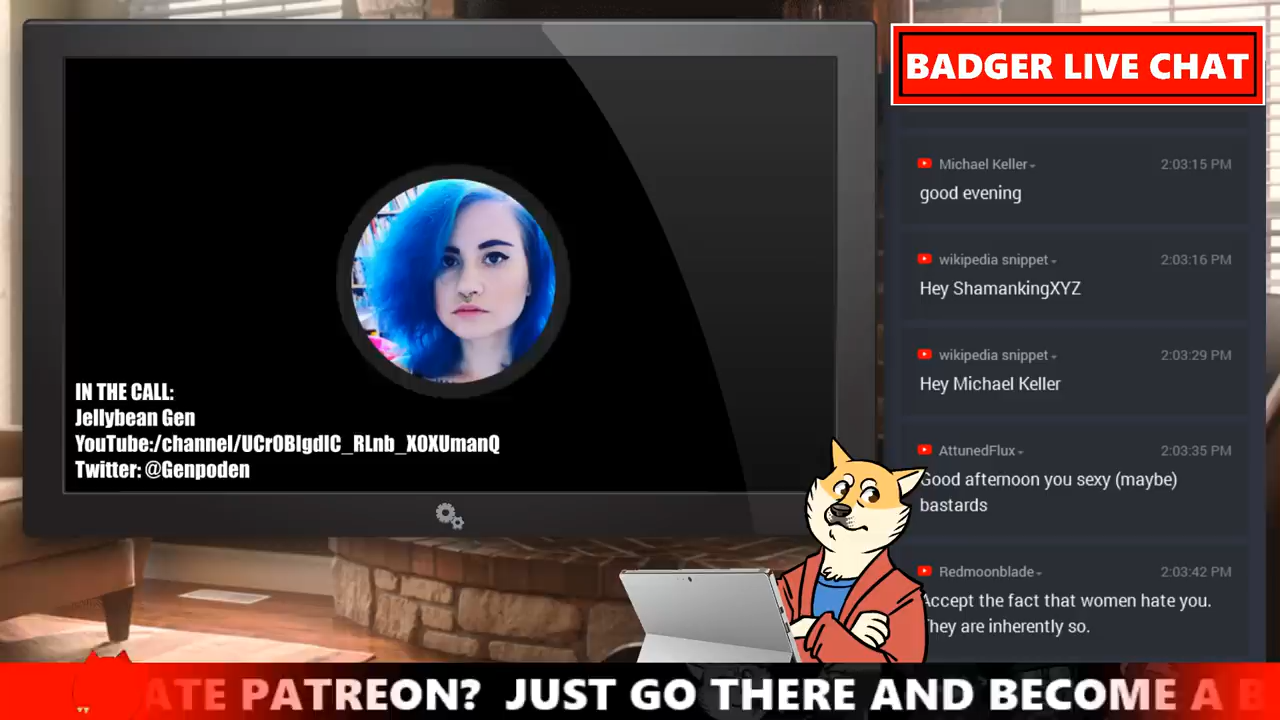 BADGER LIVE CHAT
Michael Keller
2:03:15 PM
good evening
wikipedia snippet
2:03:16 PM
Hey ShamankingXYZ
wikipedia snippet
2:03:29 PM
Hey Michael Keller
AttunedFlux
2:03:35 PM
Good afternoon you sexy (maybe)
bastards
Redmoonblade
2:03:42 PM
Accept the fact that women hate you.
They are inherently so.
IN THE CALL:
Jellybean Gen
YouTube:/channel/UCrOBIgdIC_RLnb_XOXUmanQ
Twitter: @Genpoden
ATE PATREON? JUST GO THERE AND BECOME A B